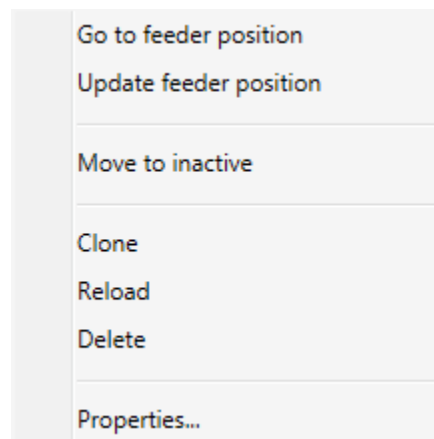 Go to feeder position
Update feeder position
Move to inactive
Clone
Reload
Delete
Properties...